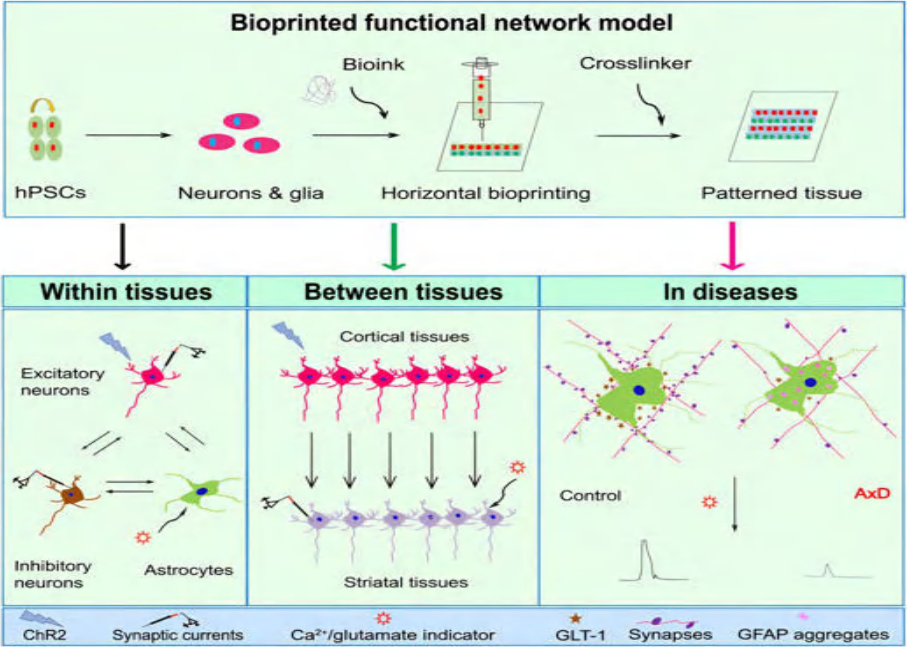 Bioprinted functional network model
Bioink
Crosslinker
hPSCs
Neurons & glia
Horizontal bioprinting
Patterned tissue
Within tissues
Between tissues
In diseases
Excitatory
neurons
Inhibitory
neurons
Astrocytes
Cortical tissues
Striatal tissues
Control
AxD
ChR2
Synaptic currents
Ca²⁺/glutamate indicator
GLT-1
Synapses
GFAP aggregates